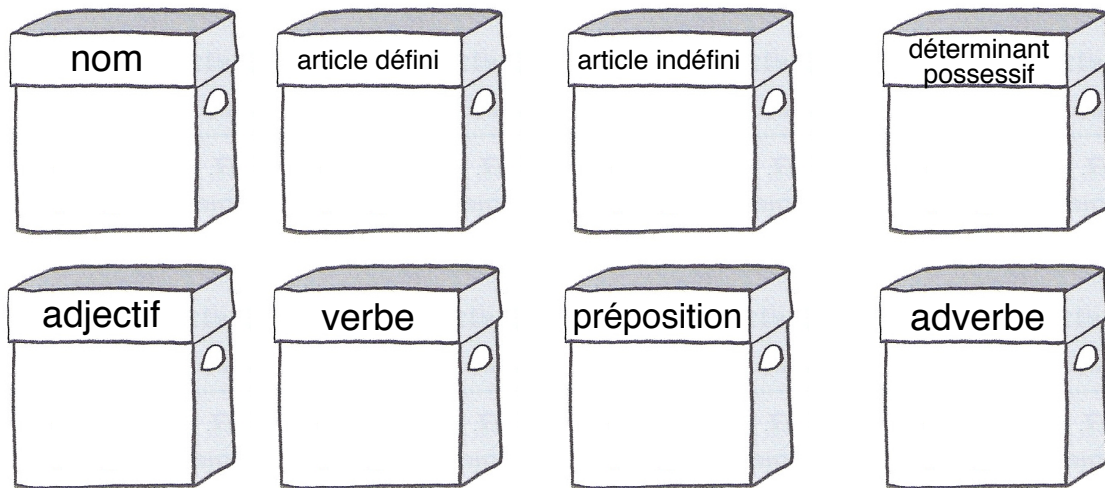 nom
article défini
article indéfini
déterminant
possessif
adjectif
verbe
préposition
adverbe